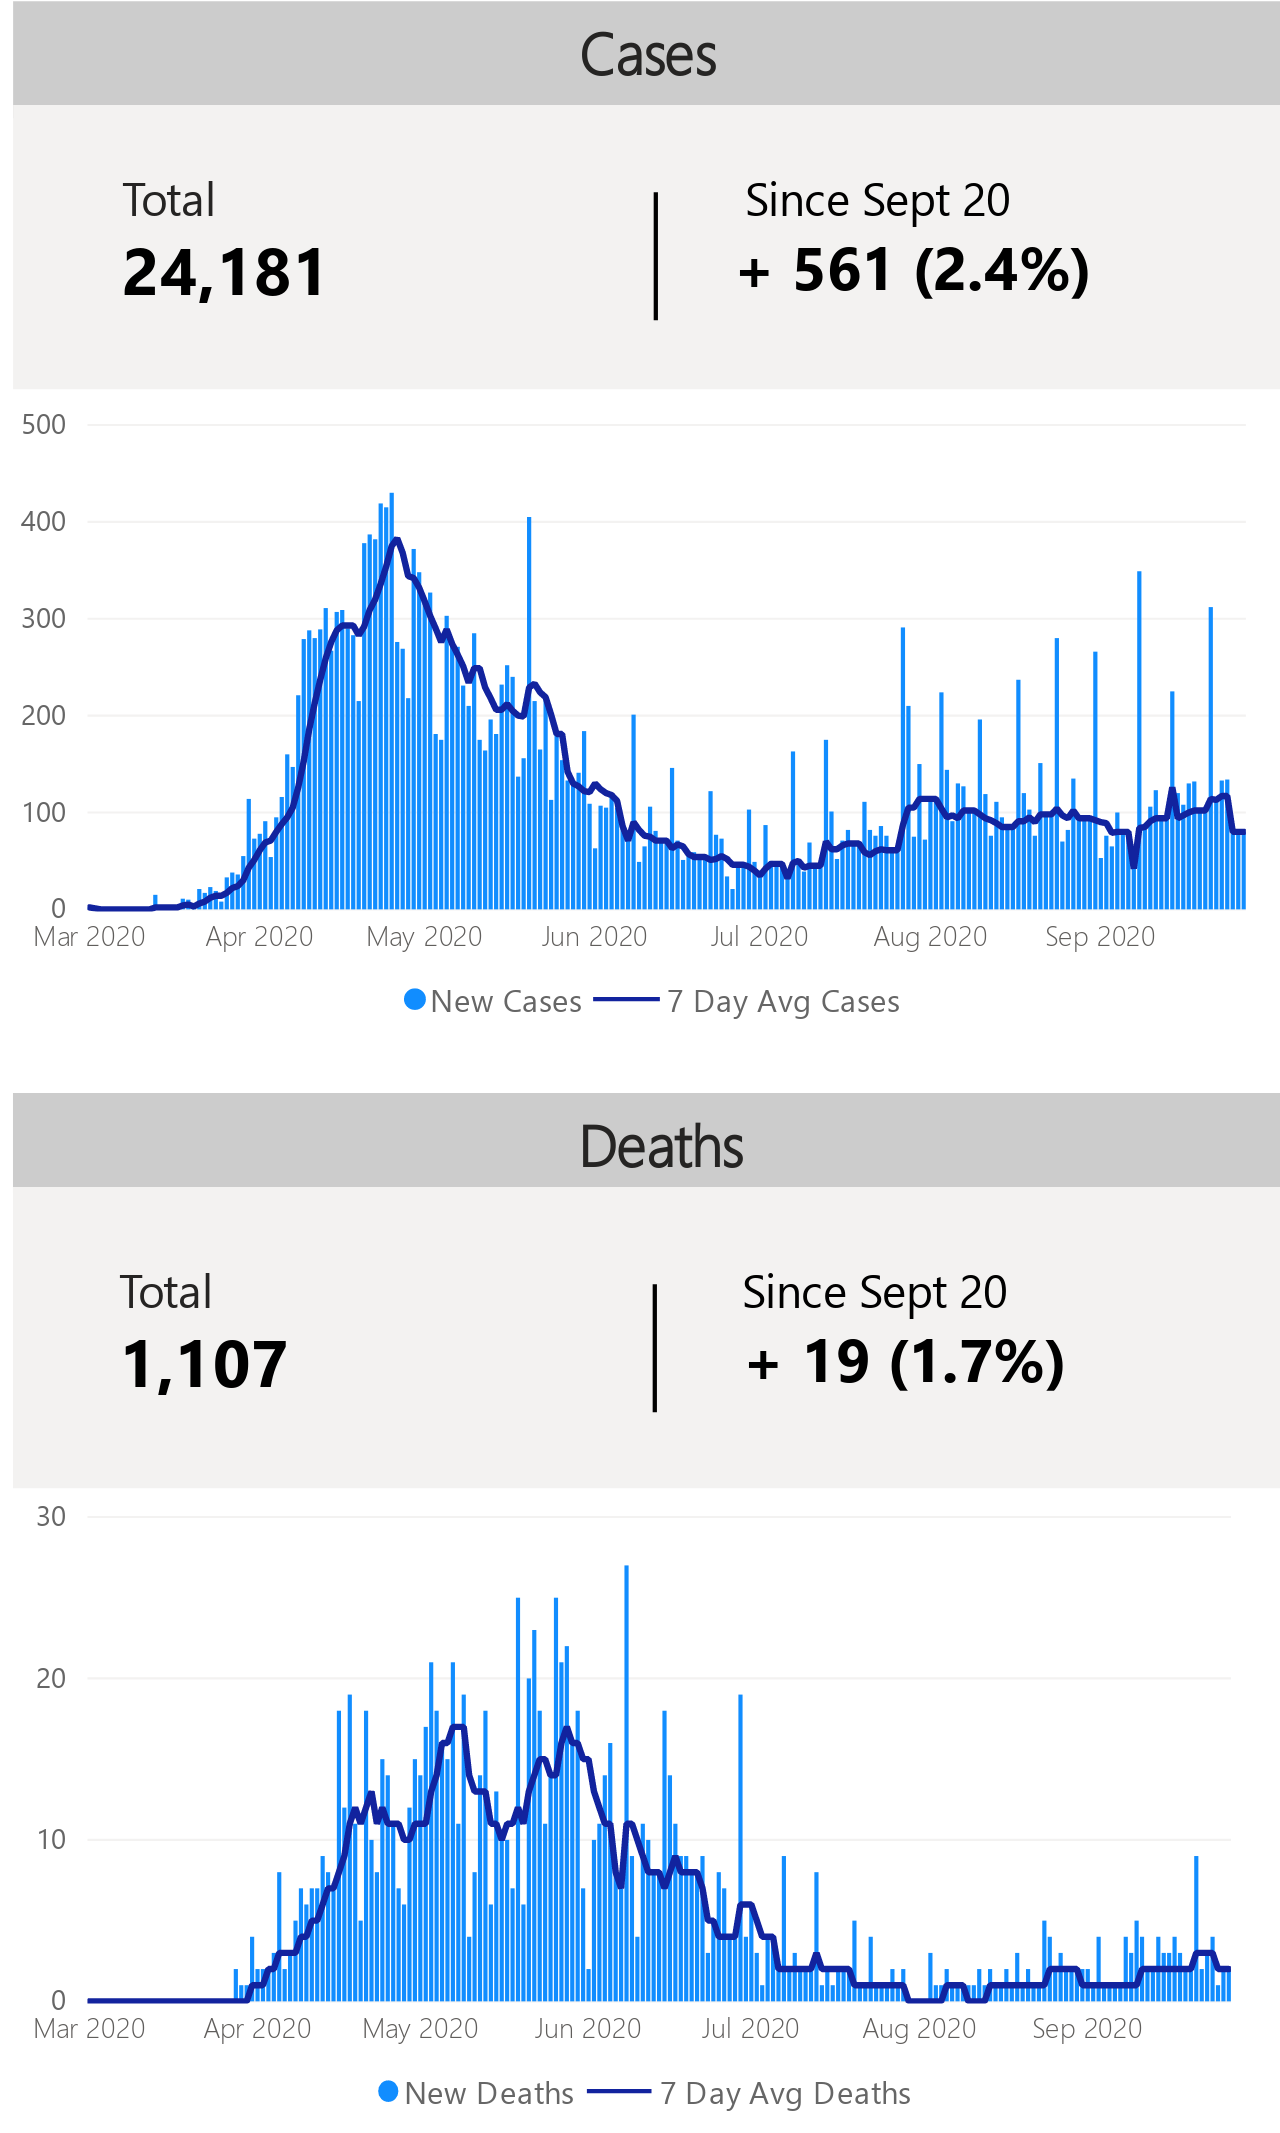 Cases
Total
Since Sept 20
24,181
+ 561 (2.4%)
500
400
300
200
100
0
Mar 2020
Apr 2020
May 2020
Jun 2020
Jul 2020
Aug 2020
Sep 2020
New Cases
7 Day Avg Cases
Deaths
Total
Since Sept 20
1,107
+ 19 (1.7%)
30
20
10
0
Mar 2020
Apr 2020
May 2020
Jun 2020
Jul 2020
Aug 2020
Sep 2020
New Deaths
7 Day Avg Deaths